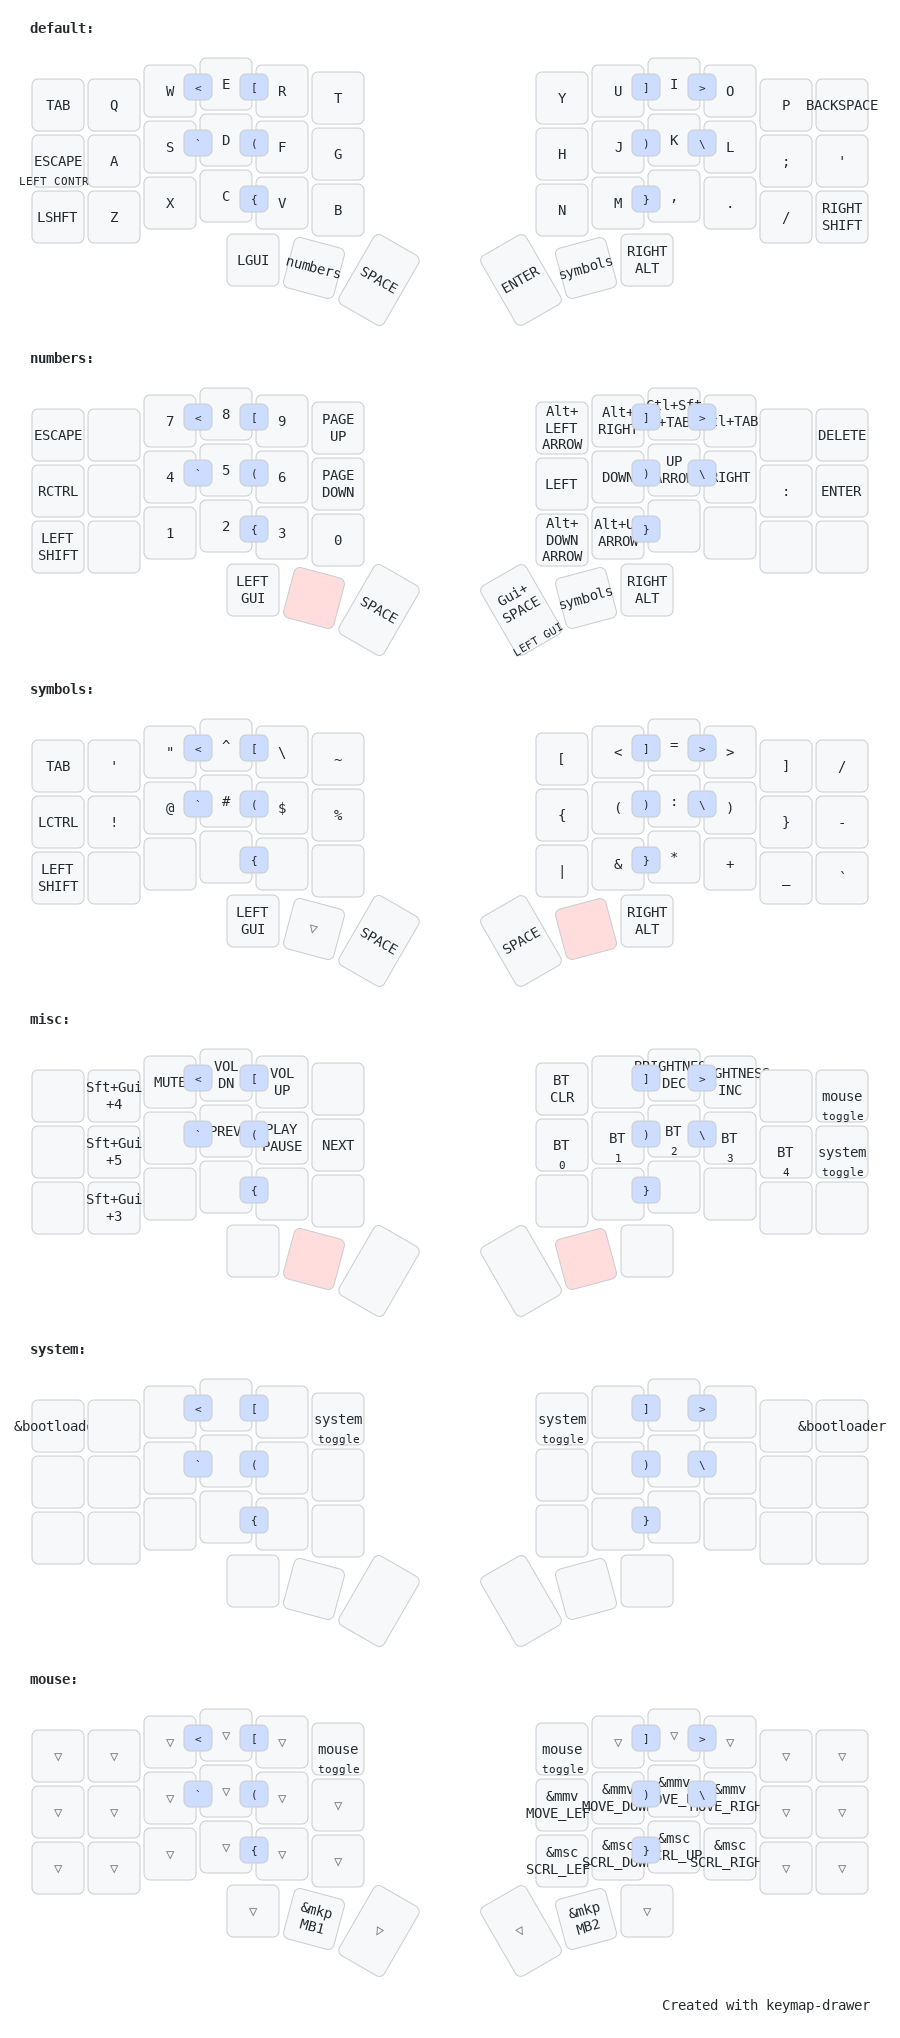 default:
TAB Q W < E [ R T Y U ] I > O P BACKSPACE
ESCAPE A S ` D ( F G H J ) K \ L ; '
LEFT CONTR
LSHFT Z X C { V B N M } , . / RIGHT SHIFT
LGUI numbers SPACE ENTER symbols RIGHT ALT
numbers:
ESCAPE 7 < 8 [ 9 PAGE UP Alt+ LEFT ARROW Alt+ RIGHT ] Ctl+Sft +TAB > tl+TAB DELETE
RCTRL 4 ` 5 ( 6 PAGE DOWN LEFT DOWN ) UP ARROW \ RIGHT : ENTER
LEFT SHIFT 1 2 { 3 0 Alt+ DOWN ARROW Alt+U ARROW }
LEFT GUI SPACE Gui+ SPACE LEFT GUI symbols RIGHT ALT
symbols:
TAB ' " < ^ [ \ ~ [ < ] = > > ] /
LCTRL ! @ ` # ( $ % { ( ) : \ ) } -
LEFT SHIFT { | & } * + _ `
LEFT GUI ▽ SPACE SPACE RIGHT ALT
misc:
Sft+Gui +4 MUTE < VOL DN [ VOL UP BT CLR ] BRIGHTNES DEC > GHTNESS INC mouse toggle
Sft+Gui +5 ` PREV ( PLAY PAUSE NEXT BT 0 BT 1 ) BT 2 \ BT 3 BT 4 system toggle
Sft+Gui +3 { }
system:
&bootload < [ system toggle system toggle ] > &bootloader
` ( ) \
{ }
mouse:
▽ ▽ ▽ < ▽ [ ▽ mouse toggle mouse toggle ▽ ] ▽ > ▽ ▽ ▽
▽ ▽ ▽ ` ▽ ( ▽ ▽ &mmv MOVE_LEF &mmv MOVE_DOW ) &mmv OVE_U \ &mmv MOVE_RIGH ▽ ▽
▽ ▽ ▽ ▽ { ▽ ▽ &msc SCRL_LEF &msc SCRL_DOW } &msc CRL_UP &msc SCRL_RIGH ▽ ▽
▽ &mkp MB1 ▽ ▽ &mkp MB2 ▽
Created with keymap-drawer